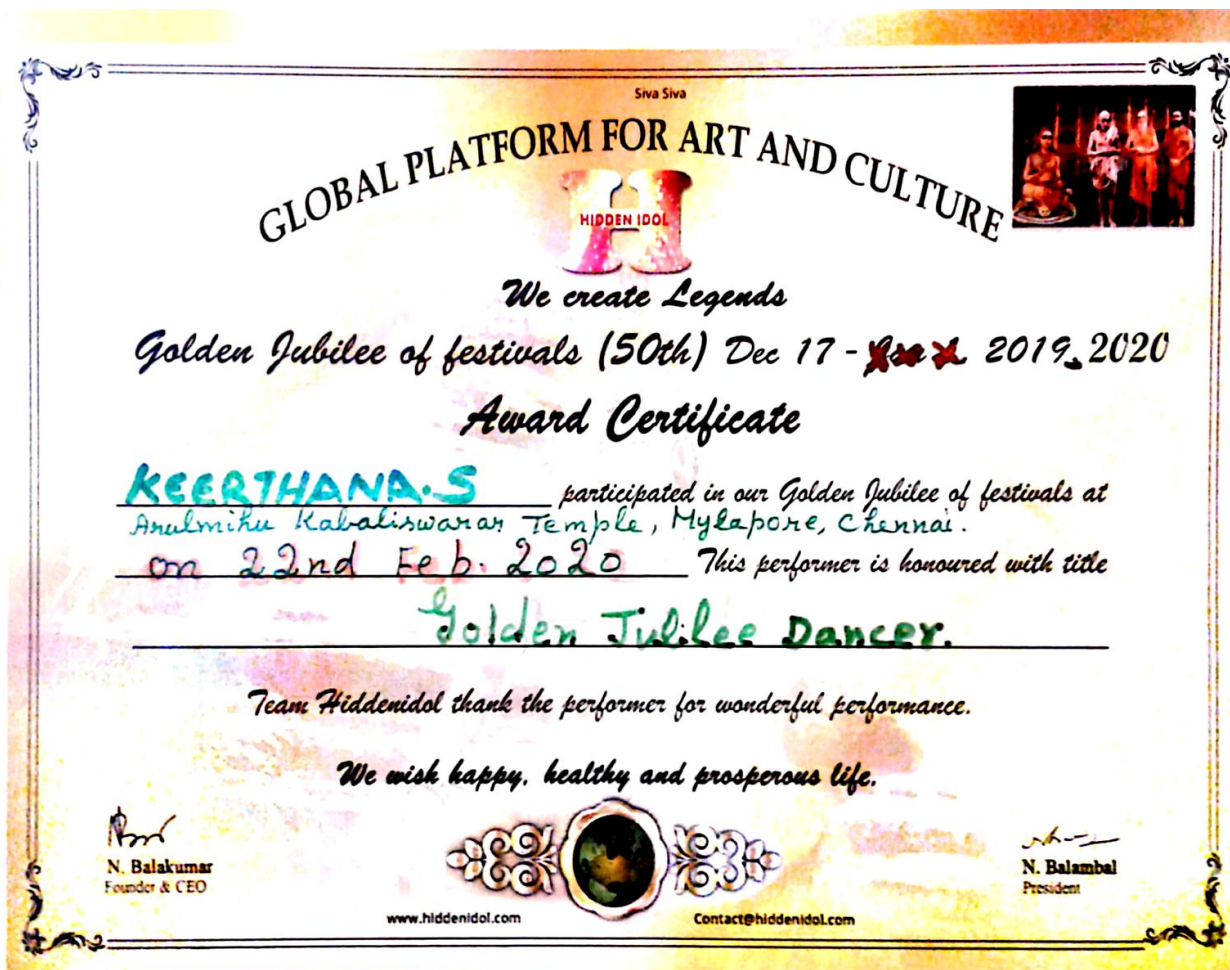 Siva Siva
GLOBAL PLATFORM FOR ART AND CULTURE
HIDDEN IDOL
We create Legends
Golden Jubilee of festivals (50th) Dec 17 - 2019-2020
Award Certificate
KEERTHANA.S participated in our Golden Jubilee of festivals at
Arulmihu Kabaliswarar Temple, Mylapore, Chennai.
on 22nd Feb. 2020 This performer is honoured with title
Golden Jubilee Dancer.
Team Hiddenidol thank the performer for wonderful performance.
We wish happy, healthy and prosperous life.
N. Balakumar
Founder & CEO
N. Balambal
President
www.hiddenidol.com
Contact@hiddenidol.com